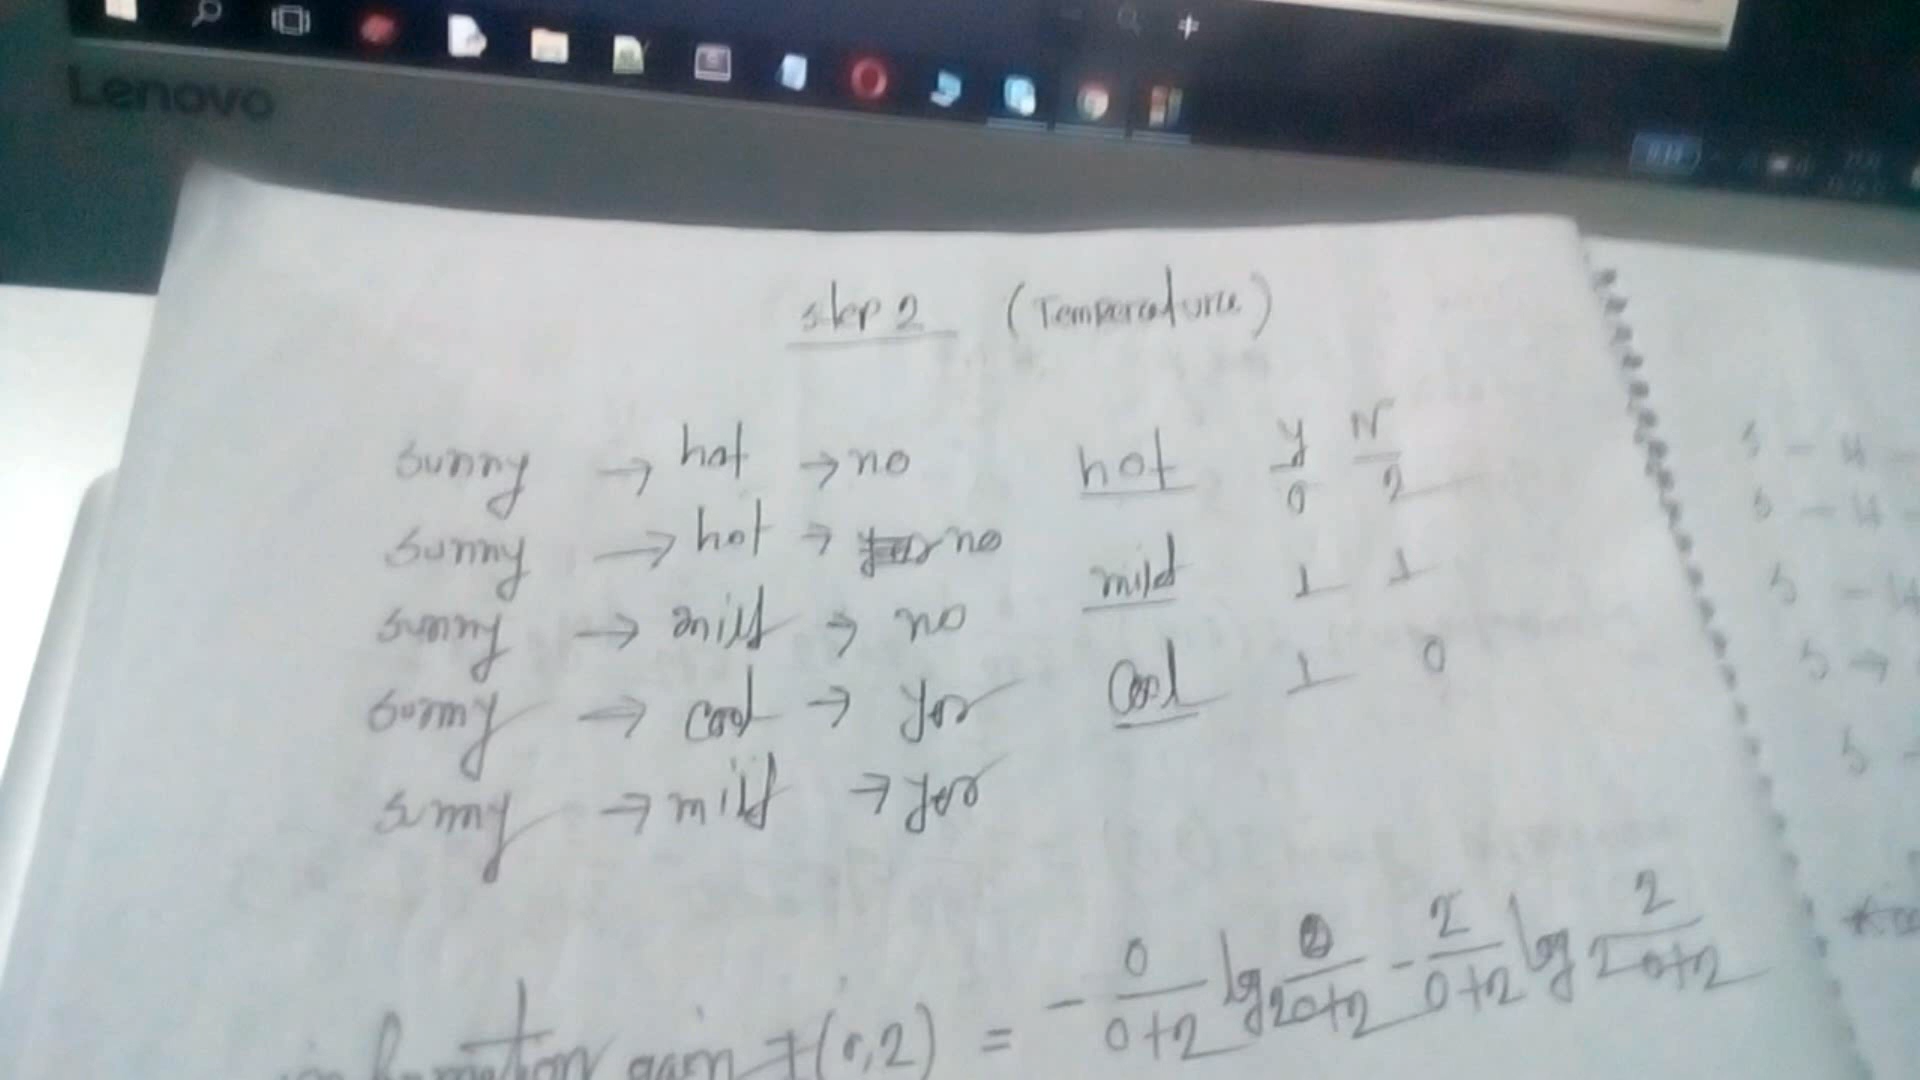 Lenovo
step 2 (Temperature)
sunny → hot → no hot y N
0 2
sunny → hot → no
mild 1 1
sunny → mild → no
sunny → cool → yes cool 1 0
sunny → mild → yes
information gain I(0,2) = - 0/0+2 log2 0/0+2 - 2/0+2 log2 2/0+2